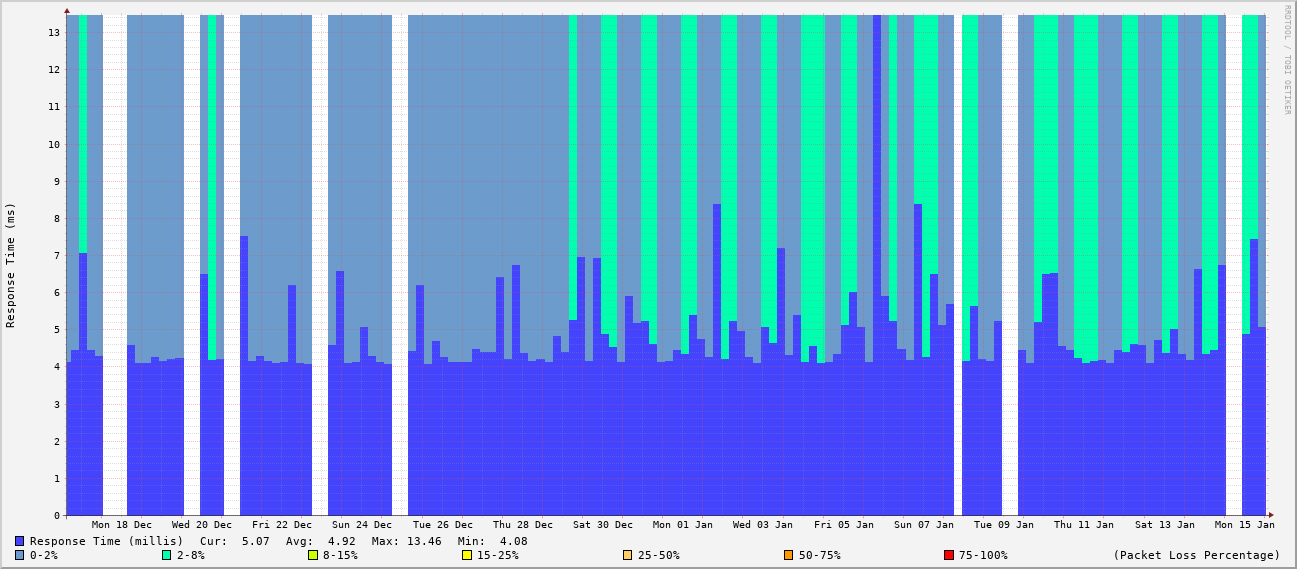 RRDTOOL / TOBI OETIKER
Response Time (ms)
13
12
11
10
9
8
7
6
5
4
3
2
1
0
Mon 18 Dec Wed 20 Dec Fri 22 Dec Sun 24 Dec Tue 26 Dec Thu 28 Dec Sat 30 Dec Mon 01 Jan Wed 03 Jan Fri 05 Jan Sun 07 Jan Tue 09 Jan Thu 11 Jan Sat 13 Jan Mon 15 Jan
Response Time (millis) Cur: 5.07 Avg: 4.92 Max: 13.46 Min: 4.08
0-2% 2-8% 8-15% 15-25% 25-50% 50-75% 75-100% (Packet Loss Percentage)